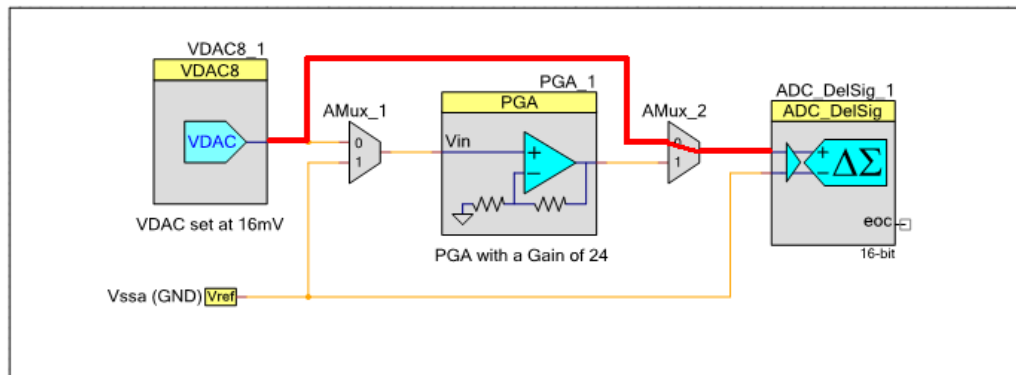 VDAC8_1
VDAC8
VDAC
VDAC set at 16mV
AMux_1
0
1
PGA_1
PGA
Vin
+
−
PGA with a Gain of 24
AMux_2
0
1
ADC_DelSig_1
ADC_DelSig
+
−
ΔΣ
eoc
16-bit
Vssa (GND) Vref